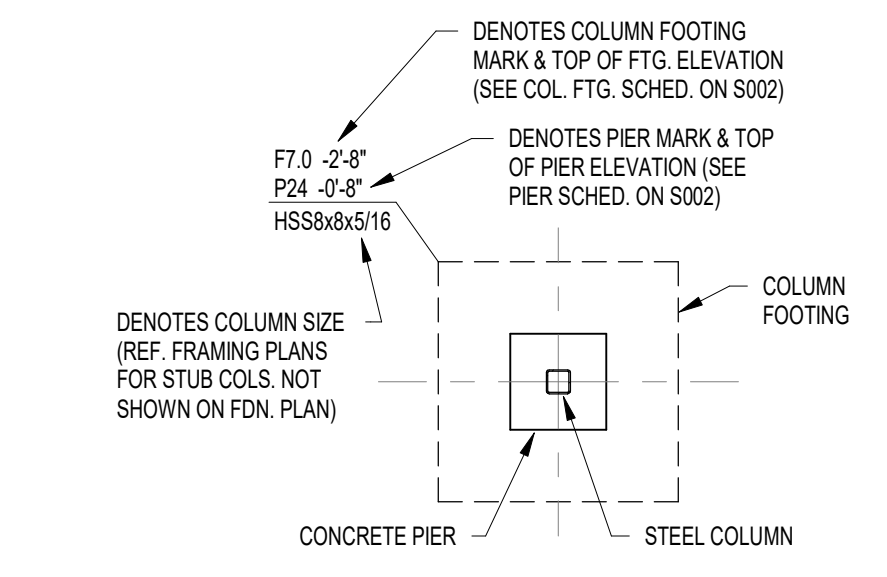 DENOTES COLUMN FOOTING
MARK & TOP OF FTG. ELEVATION
(SEE COL. FTG. SCHED. ON S002)
DENOTES PIER MARK & TOP
OF PIER ELEVATION (SEE
PIER SCHED. ON S002)
F7.0 -2'-8"
P24 -0'-8"
HSS8x8x5/16
COLUMN
FOOTING
DENOTES COLUMN SIZE
(REF. FRAMING PLANS
FOR STUB COLS. NOT
SHOWN ON FDN. PLAN)
CONCRETE PIER
STEEL COLUMN